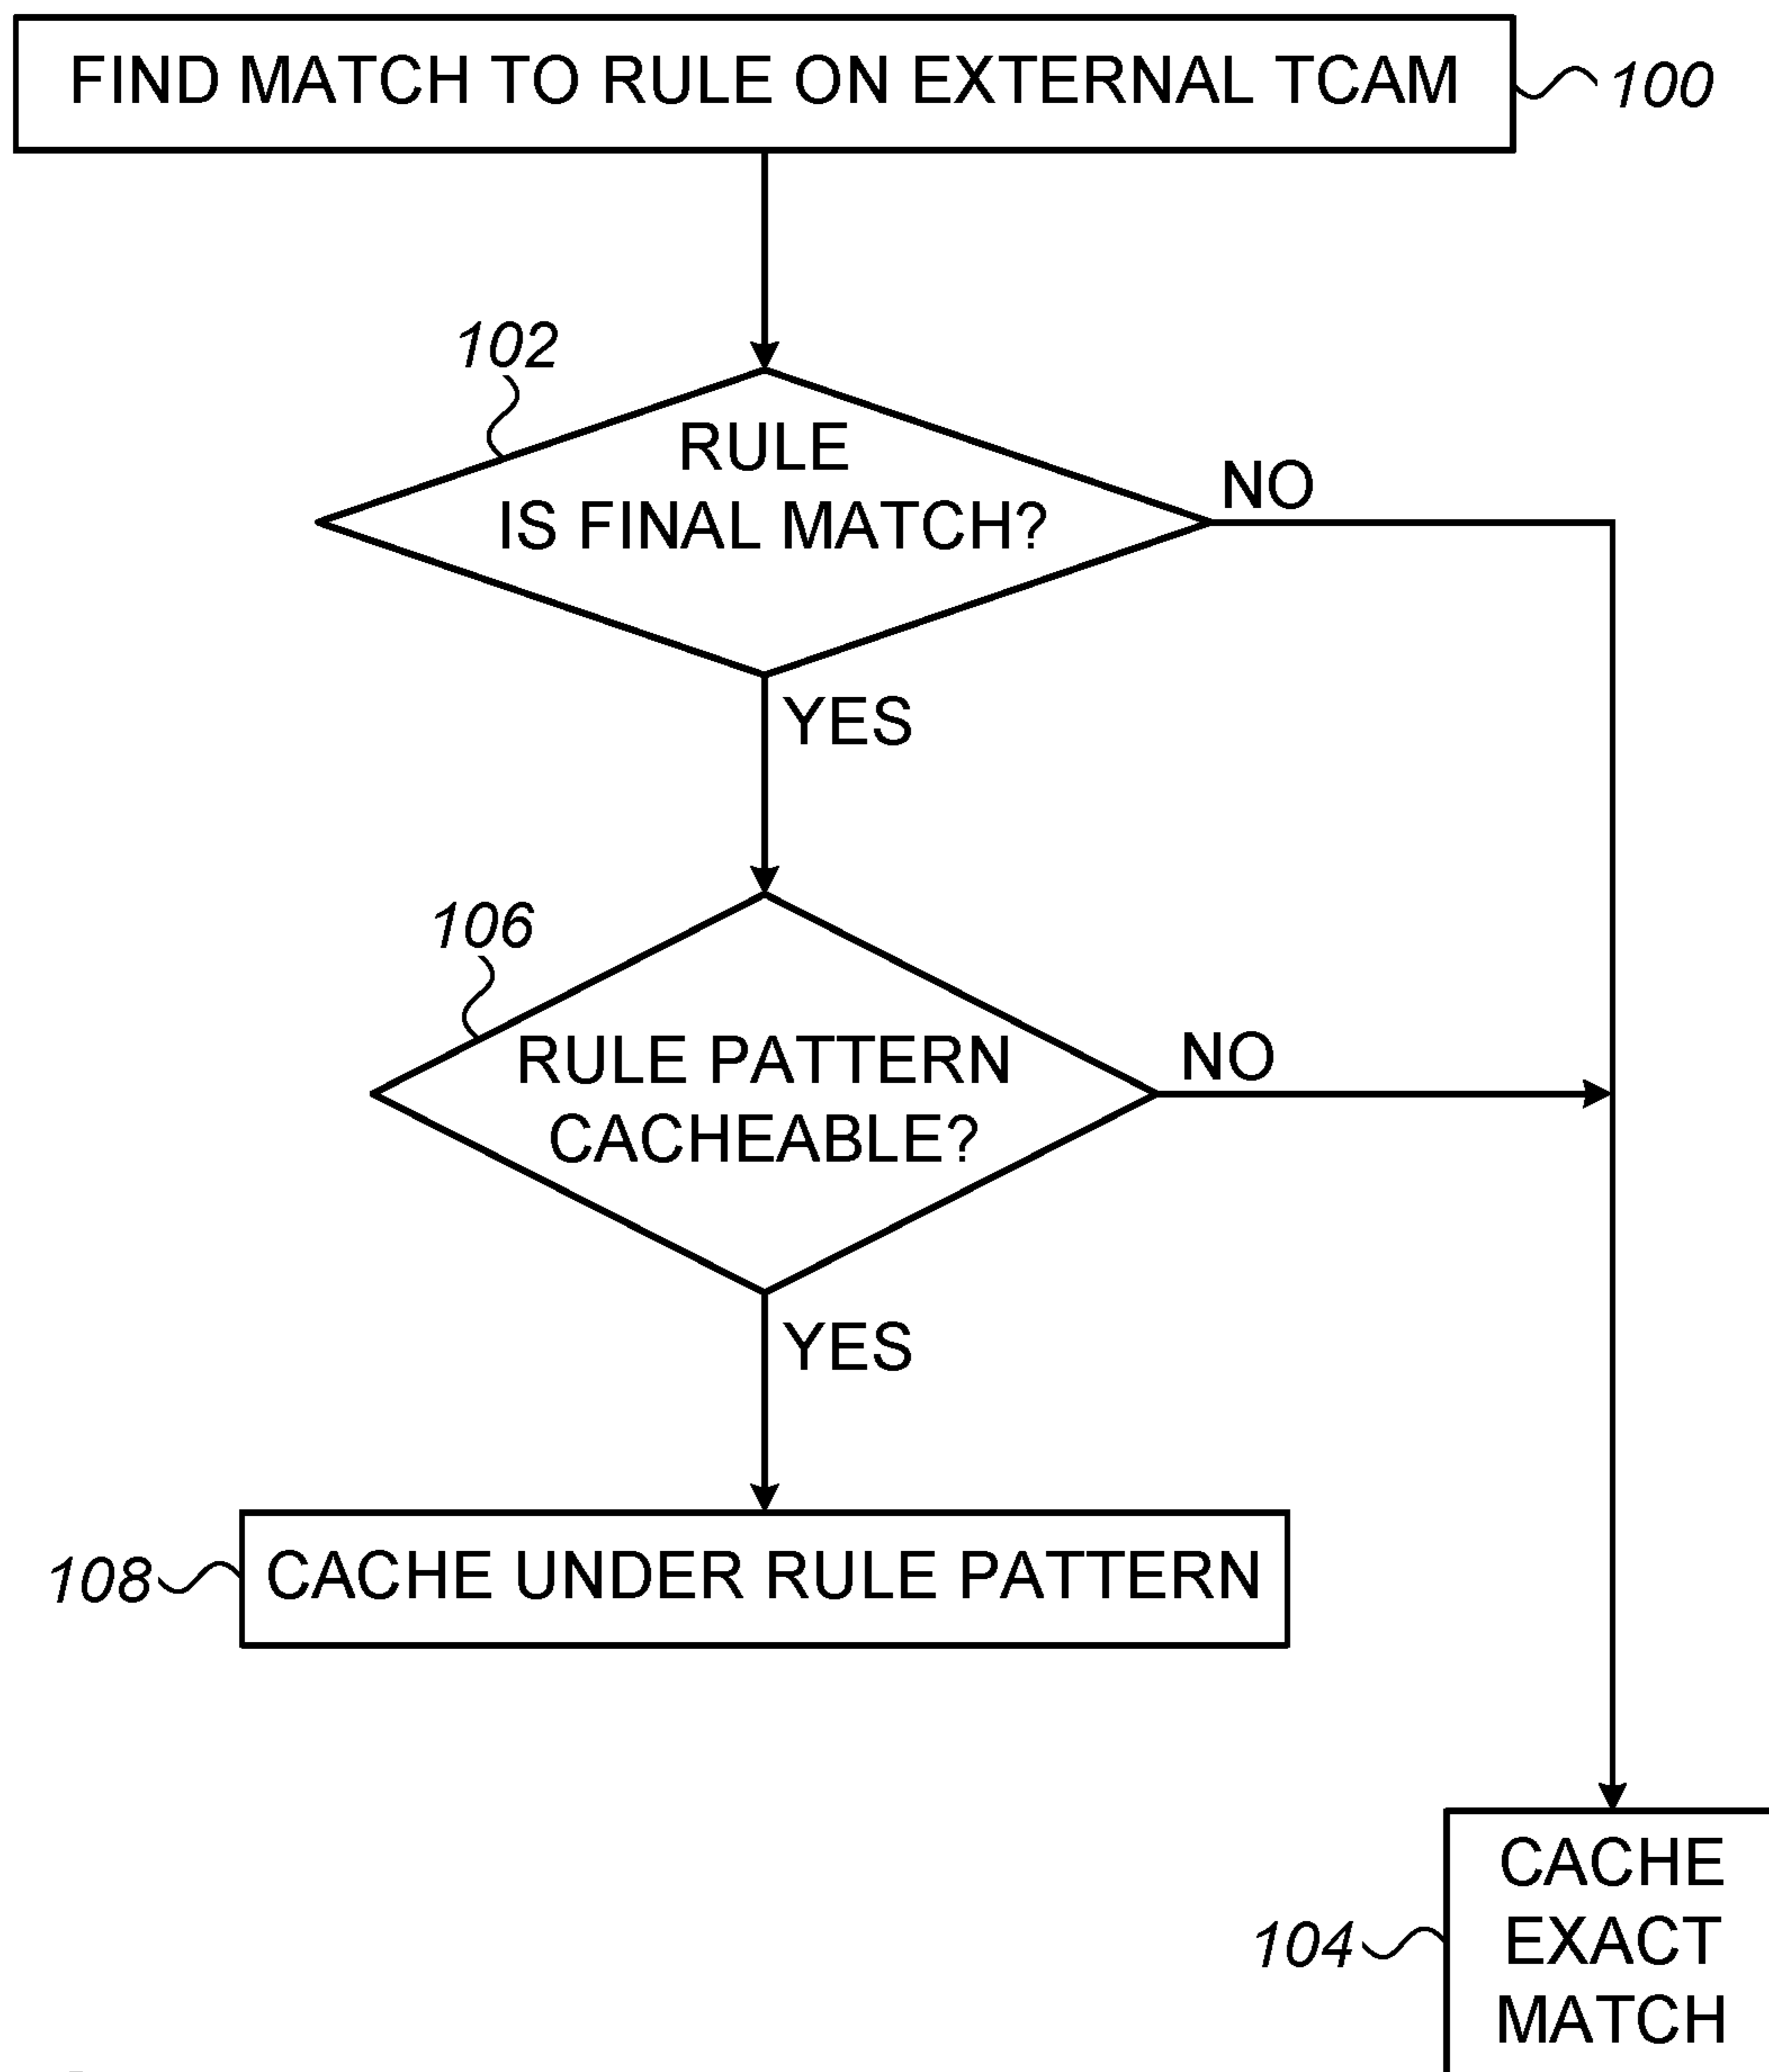 FIND MATCH TO RULE ON EXTERNAL TCAM
100
102
RULE
IS FINAL MATCH?
NO
YES
106
RULE PATTERN
CACHEABLE?
NO
YES
108
CACHE UNDER RULE PATTERN
CACHE
EXACT
MATCH
104